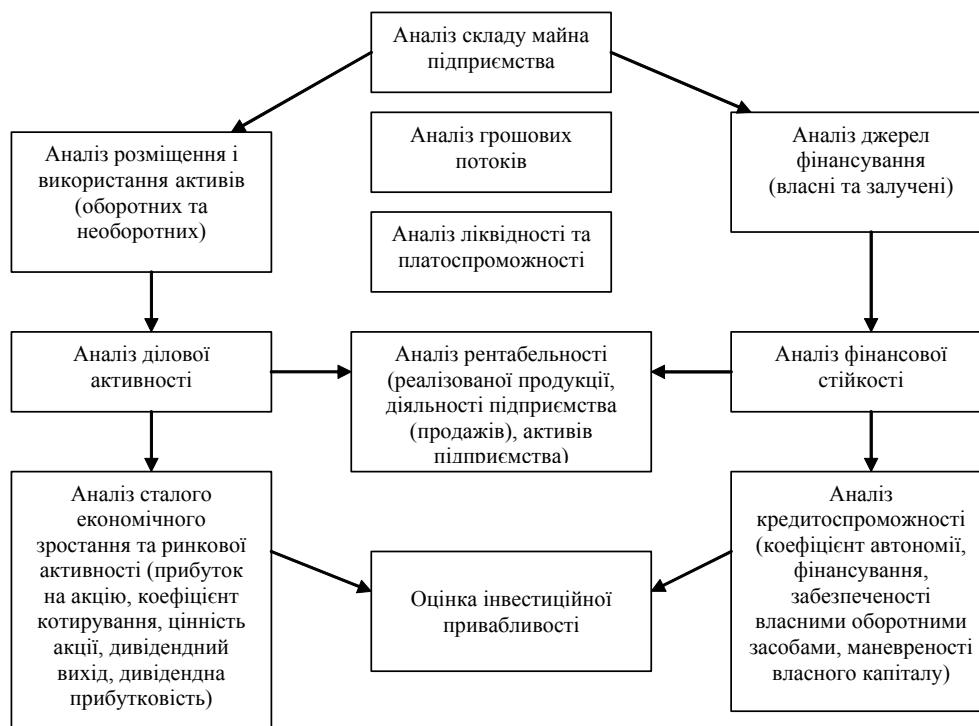 Аналіз складу майна
підприємства
Аналіз розміщення і
використання активів
(оборотних та
необоротних)
Аналіз грошових
потоків
Аналіз джерел
фінансування
(власні та залучені)
Аналіз ліквідності та
платоспроможності
Аналіз ділової
активності
Аналіз рентабельності
(реалізованої продукції,
діяльності підприємства
(продажів), активів
підприємства)
Аналіз фінансової
стійкості
Аналіз сталого
економічного
зростання та ринкової
активності (прибуток
на акцію, коефіцієнт
котирування, цінність
акції, дивідендний
вихід, дивідендна
прибутковість)
Оцінка інвестиційної
привабливості
Аналіз
кредитоспроможності
(коефіцієнт автономії,
фінансування,
забезпеченості
власними оборотними
засобами, маневреності
власного капіталу)